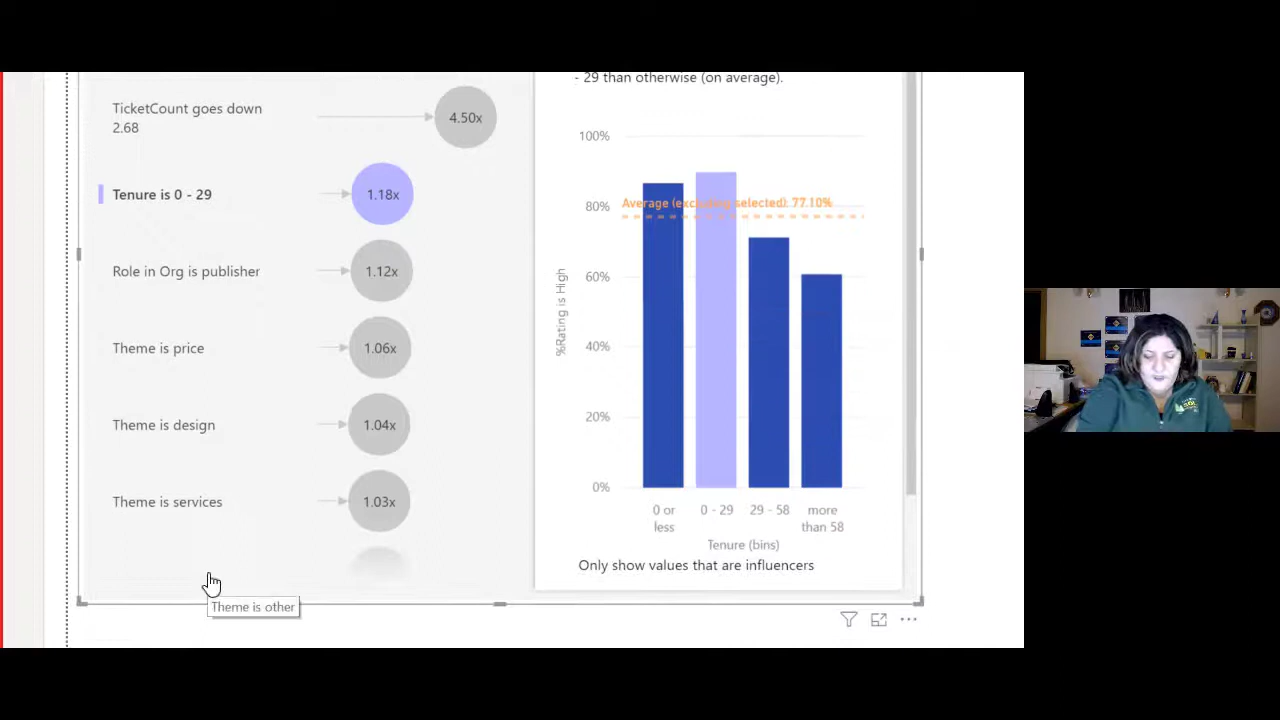 - 29 than otherwise (on average).
TicketCount goes down
2.68
4.50x
Tenure is 0 - 29
1.18x
Role in Org is publisher
1.12x
Theme is price
1.06x
Theme is design
1.04x
Theme is services
1.03x
Theme is other
100%
80%
60%
40%
20%
0%
%Rating is High
Average (excluding selected): 77.10%
0 or
less
0 - 29
29 - 58
more
than 58
Tenure (bins)
Only show values that are influencers